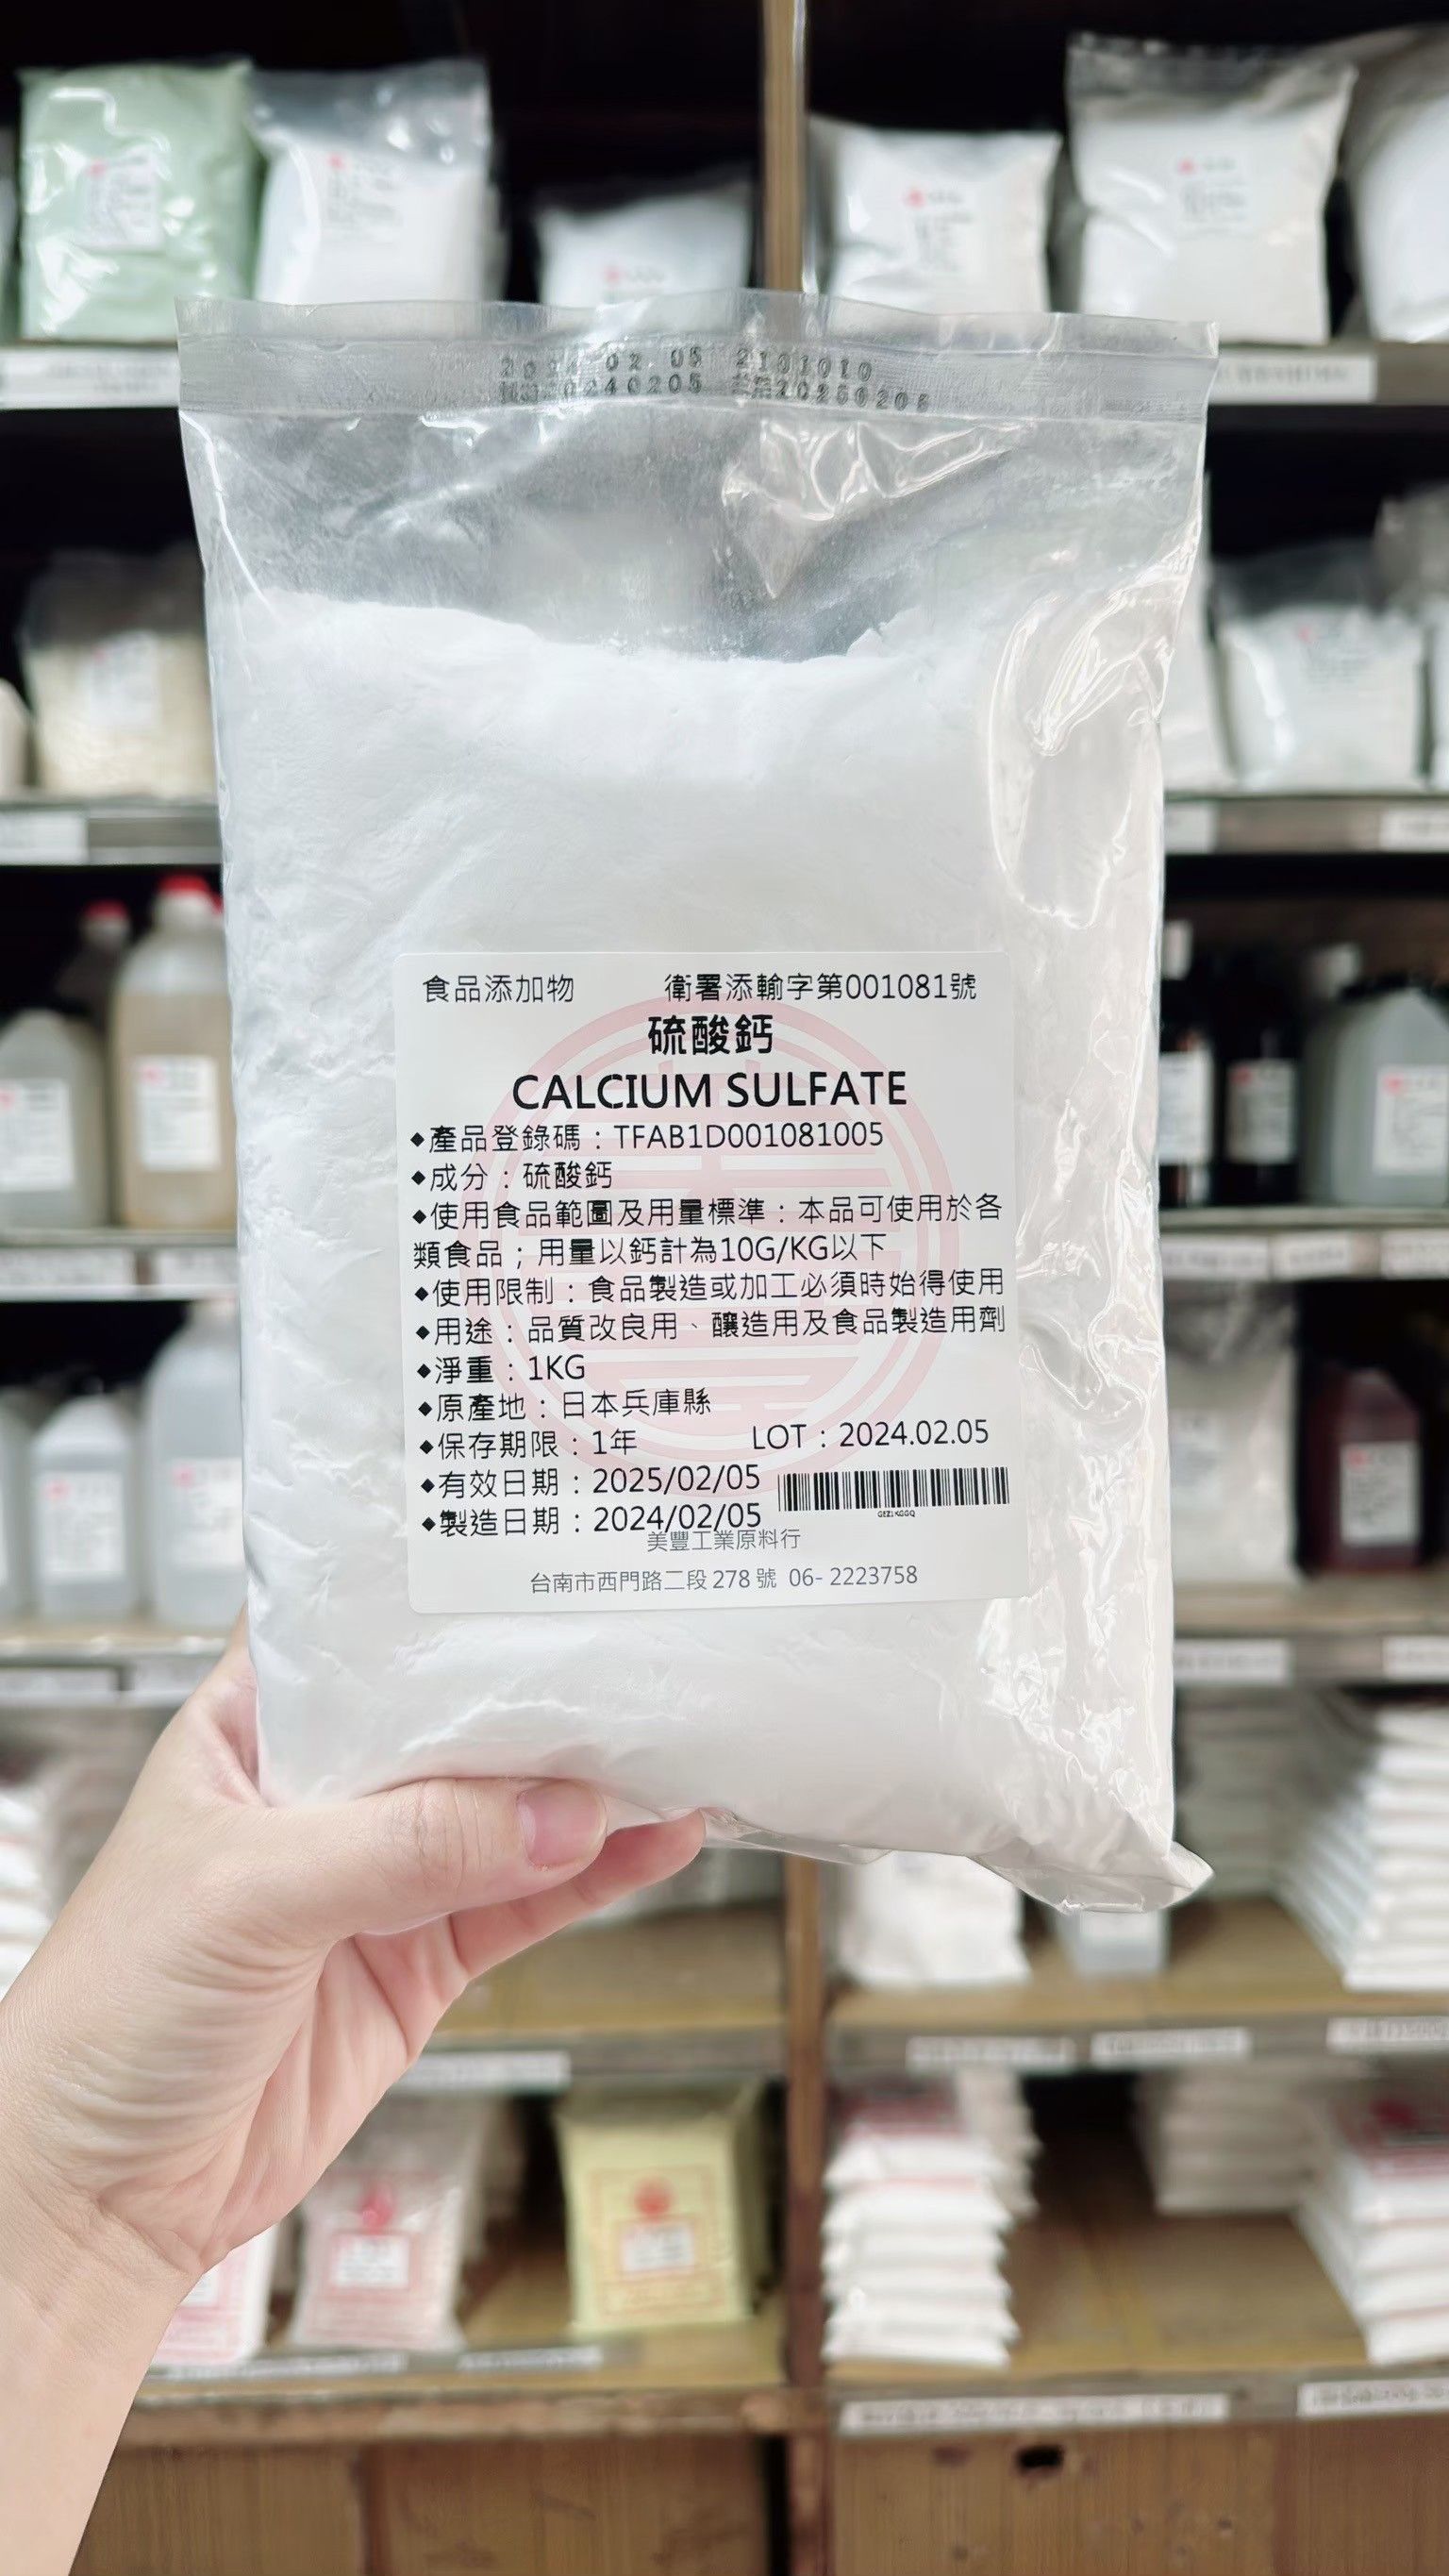 食品添加物 衛署添輸字第001081號
硫酸鈣
CALCIUM SULFATE
◆產品登錄碼：TFAB1D001081005
◆成分：硫酸鈣
◆使用食品範圍及用量標準：本品可使用於各
類食品；用量以鈣計為10G/KG以下
◆使用限制：食品製造或加工必須時始得使用
◆用途：品質改良用、釀造用及食品製造用劑
◆淨重：1KG
◆原產地：日本兵庫縣
◆保存期限：1年 LOT：2024.02.05
◆有效日期：2025/02/05
◆製造日期：2024/02/05
美豐工業原料行
台南市西門路二段278號 06-2223758